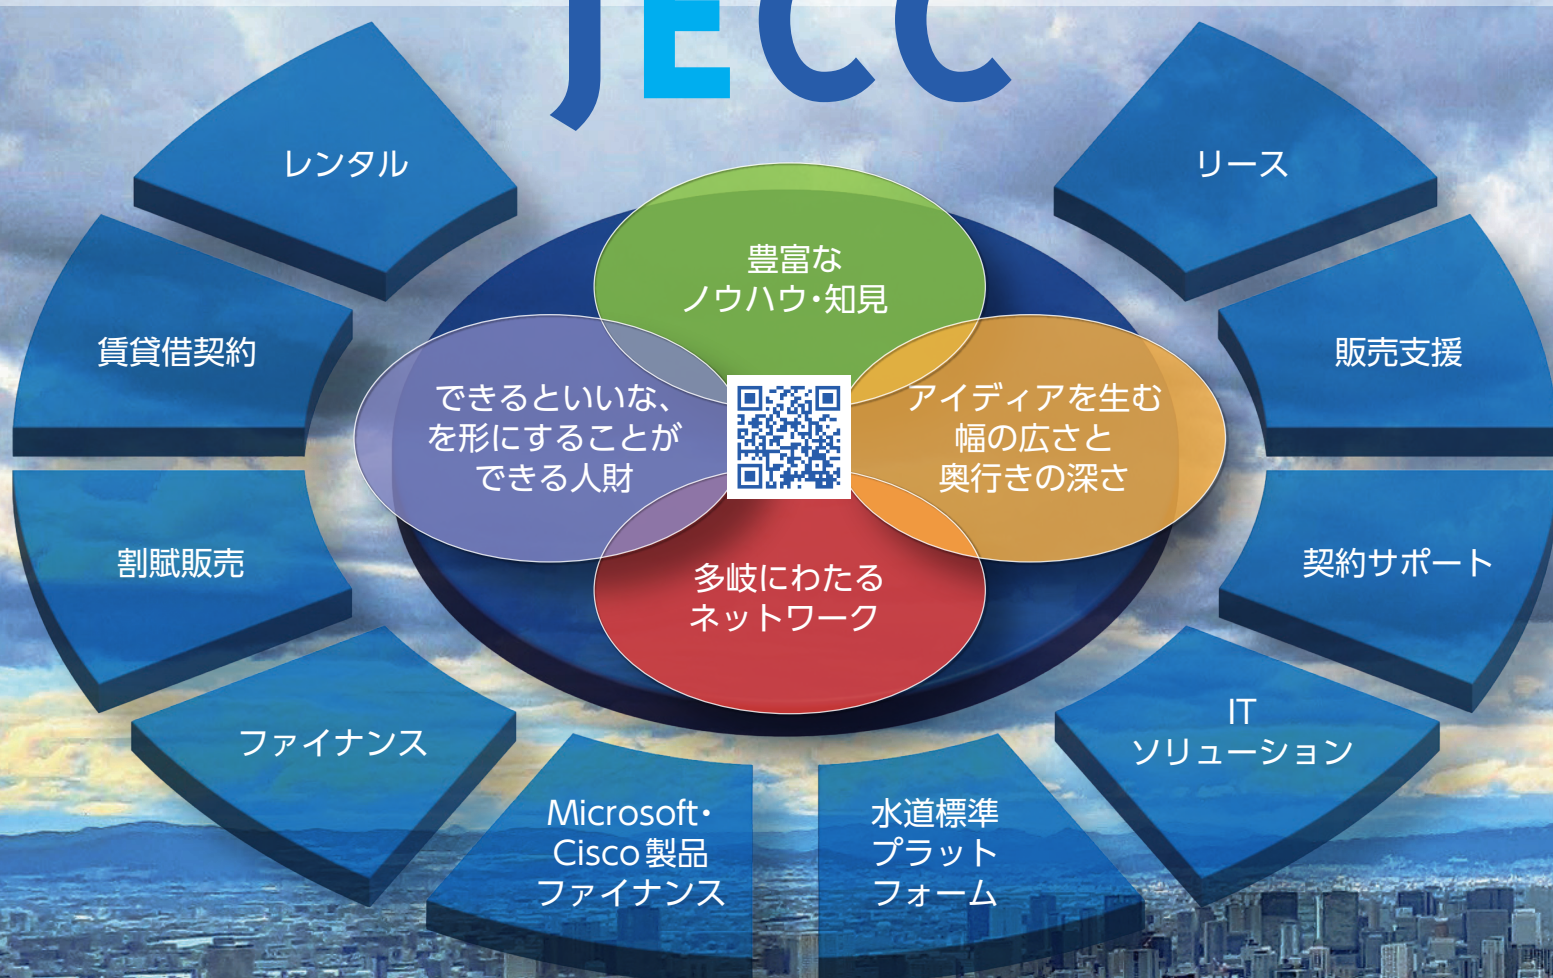 JECC
レンタル
リース
豊富な
ノウハウ・知見
賃貸借契約
販売支援
できるといいな、
を形にすることが
できる人財
アイディアを生む
幅の広さと
奥行きの深さ
割賦販売
契約サポート
多岐にわたる
ネットワーク
ファイナンス
IT
ソリューション
Microsoft・
Cisco製品
ファイナンス
水道標準
プラット
フォーム